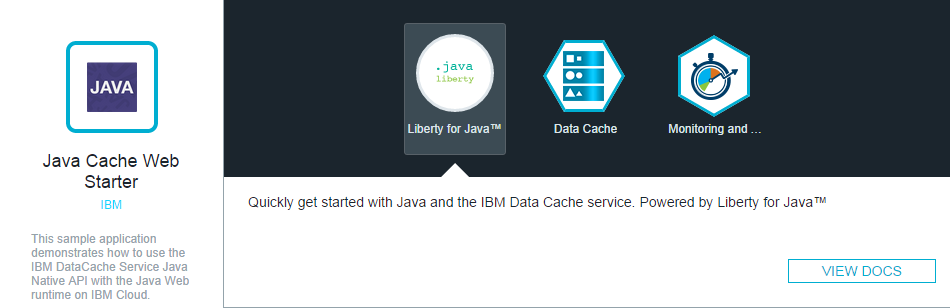 JAVA
Java Cache Web
Starter
IBM
This sample application
demonstrates how to use the
IBM DataCache Service Java
Native API with the Java Web
runtime on IBM Cloud.
.java
liberty
Liberty for Java™
Data Cache
Monitoring and ...
Quickly get started with Java and the IBM Data Cache service. Powered by Liberty for Java™
VIEW DOCS